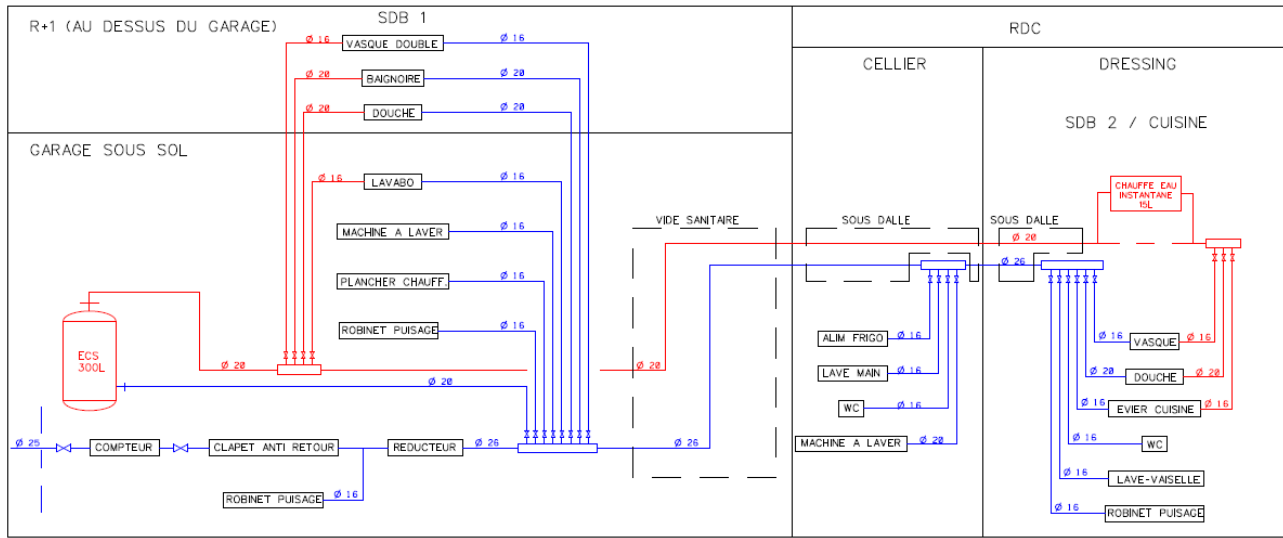 R+1 (AU DESSUS DU GARAGE)
SDB 1
Ø 16
VASQUE DOUBLE
Ø 16
Ø 20
BAIGNOIRE
Ø 20
Ø 20
DOUCHE
Ø 20
GARAGE SOUS SOL
Ø 16
LAVABO
Ø 16
MACHINE A LAVER
Ø 16
PLANCHER CHAUFF.
Ø 16
ROBINET PUISAGE
Ø 16
ECS
300L
Ø 20
Ø 20
Ø 25
COMPTEUR
CLAPET ANTI RETOUR
REDUCTEUR
Ø 26
ROBINET PUISAGE
Ø 16
VIDE SANITAIRE
Ø 20
Ø 26
RDC
CELLIER
SOUS DALLE
ALIM FRIGO
Ø 16
LAVE MAIN
Ø 16
WC
Ø 16
MACHINE A LAVER
Ø 20
DRESSING
SDB 2 / CUISINE
CHAUFFE EAU
INSTANTANE
15L
SOUS DALLE
Ø 20
Ø 26
Ø 16
VASQUE
Ø 16
Ø 20
DOUCHE
Ø 20
Ø 16
EVIER CUISINE
Ø 16
Ø 16
WC
Ø 16
LAVE-VAISELLE
Ø 16
ROBINET PUISAGE